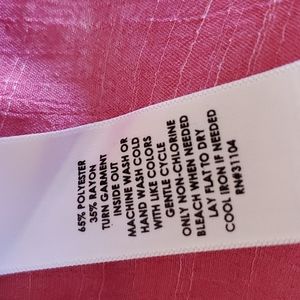 65% POLYESTER
35% RAYON
TURN GARMENT
INSIDE OUT
MACHINE WASH OR
HAND WASH COLD
WITH LIKE COLORS
GENTLE CYCLE
ONLY NON-CHLORINE
BLEACH WHEN NEEDED
LAY FLAT TO DRY
COOL IRON IF NEEDED
RN#31104